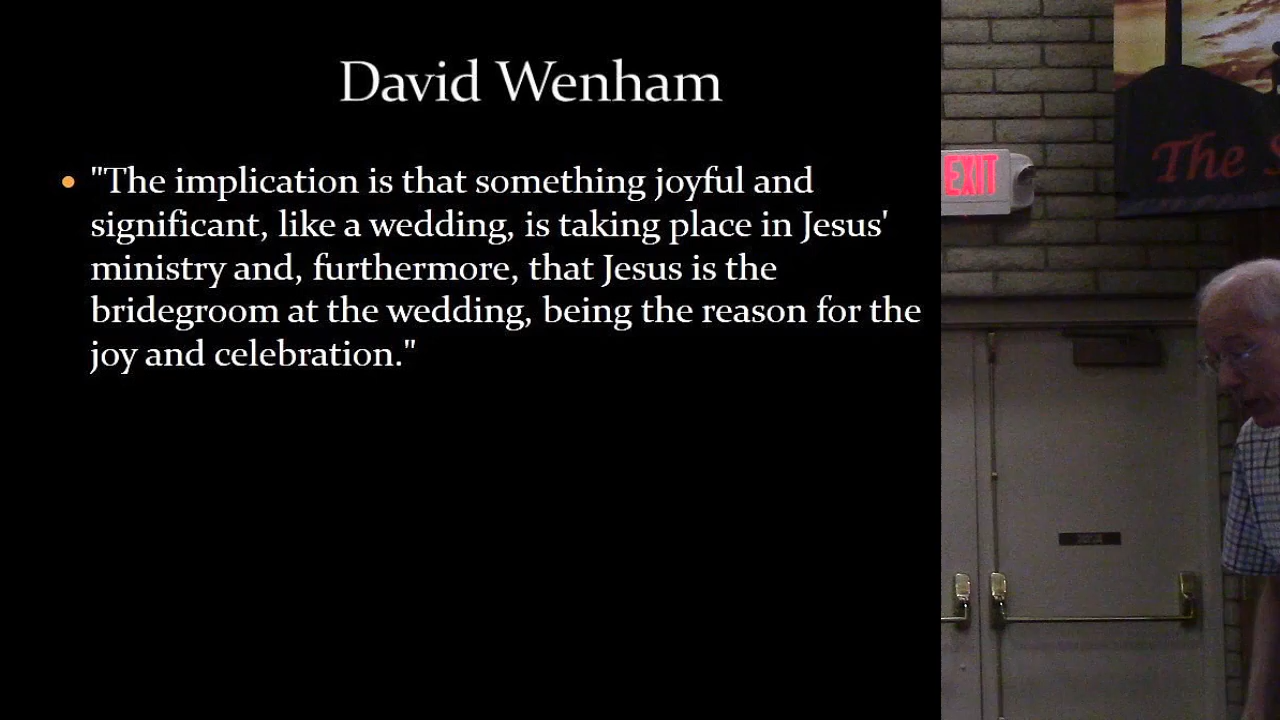 David Wenham
"The implication is that something joyful and
significant, like a wedding, is taking place in Jesus'
ministry and, furthermore, that Jesus is the
bridegroom at the wedding, being the reason for the
joy and celebration."
EXIT
The